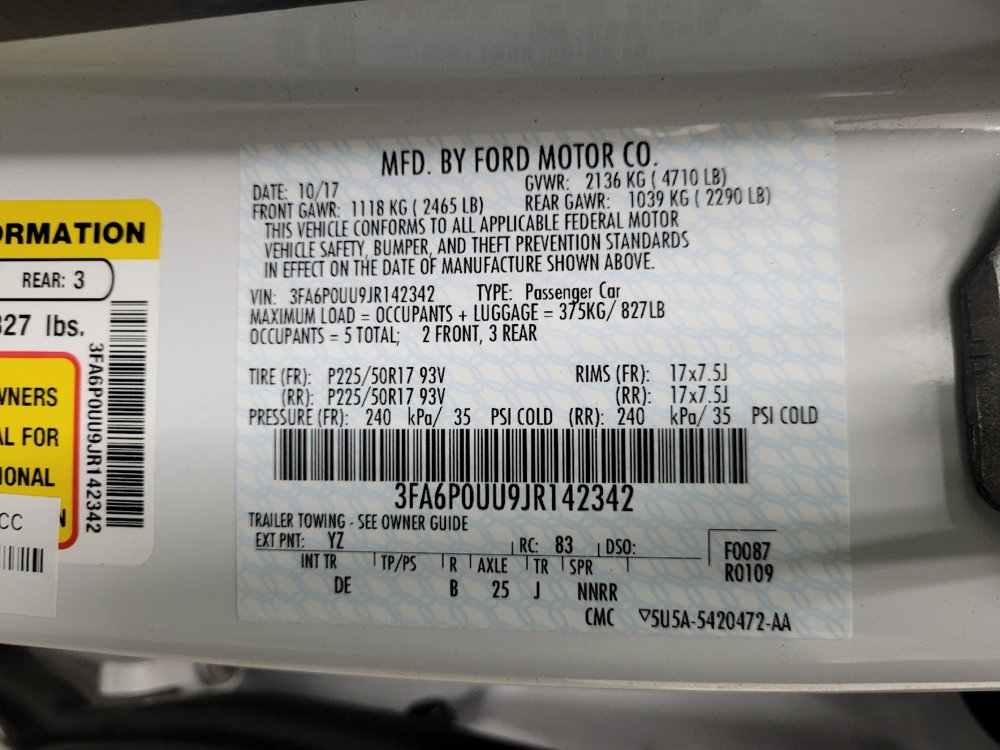 MFD. BY FORD MOTOR CO.
DATE: 10/17 GVWR: 2136 KG ( 4710 LB)
FRONT GAWR: 1118 KG ( 2465 LB) REAR GAWR: 1039 KG ( 2290 LB)
THIS VEHICLE CONFORMS TO ALL APPLICABLE FEDERAL MOTOR
VEHICLE SAFETY, BUMPER, AND THEFT PREVENTION STANDARDS
IN EFFECT ON THE DATE OF MANUFACTURE SHOWN ABOVE.
VIN: 3FA6P0UU9JR142342 TYPE: Passenger Car
MAXIMUM LOAD = OCCUPANTS + LUGGAGE = 375KG/ 827LB
OCCUPANTS = 5 TOTAL; 2 FRONT, 3 REAR
TIRE (FR): P225/50R17 93V RIMS (FR): 17x7.5J
(RR): P225/50R17 93V (RR): 17x7.5J
PRESSURE (FR): 240 kPa/ 35 PSI COLD (RR): 240 kPa/ 35 PSI COLD
3FA6P0UU9JR142342
TRAILER TOWING - SEE OWNER GUIDE
EXT PNT: YZ RC: 83 DSO: F0087
INT TR TP/PS R AXLE TR SPR R0109
DE B 25 J NNRR
CMC ▽5U5A-5420472-AA
ORMATION
REAR: 3
827 lbs.
3FA6P0UU9JR142342
WNERS
AL FOR
IONAL
N
CC